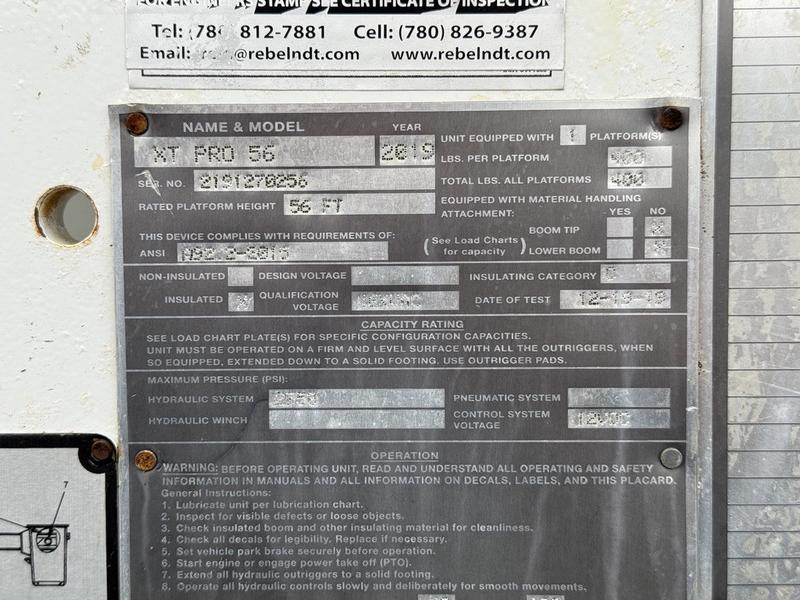 FOR ENGINEERS STAMP SEE CERTIFICATE OF INSPECTION
Tel: (780) 812-7881 Cell: (780) 826-9387
Email: @rebelndt.com www.rebelndt.com
NAME & MODEL
YEAR
XT PRO 56
2019
SER. NO. 2191270256
RATED PLATFORM HEIGHT 56 FT
THIS DEVICE COMPLIES WITH REQUIREMENTS OF:
ANSI
UNIT EQUIPPED WITH 1 PLATFORM(S)
LBS. PER PLATFORM 400
TOTAL LBS. ALL PLATFORMS 400
EQUIPPED WITH MATERIAL HANDLING
ATTACHMENT: YES NO
BOOM TIP
(See Load Charts for capacity)
LOWER BOOM
NON-INSULATED DESIGN VOLTAGE INSULATING CATEGORY
INSULATED QUALIFICATION VOLTAGE DATE OF TEST 12-13-18
CAPACITY RATING
SEE LOAD CHART PLATE(S) FOR SPECIFIC CONFIGURATION CAPACITIES.
UNIT MUST BE OPERATED ON A FIRM AND LEVEL SURFACE WITH ALL THE OUTRIGGERS, WHEN
SO EQUIPPED, EXTENDED DOWN TO A SOLID FOOTING. USE OUTRIGGER PADS.
MAXIMUM PRESSURE (PSI):
HYDRAULIC SYSTEM PNEUMATIC SYSTEM
HYDRAULIC WINCH CONTROL SYSTEM VOLTAGE 12VDC
OPERATION
WARNING: BEFORE OPERATING UNIT, READ AND UNDERSTAND ALL OPERATING AND SAFETY
INFORMATION IN MANUALS AND ALL INFORMATION ON DECALS, LABELS, AND THIS PLACARD.
General Instructions:
1. Lubricate unit per lubrication chart.
2. Inspect for visible defects or loose objects.
3. Check insulated boom and other insulating material for cleanliness.
4. Check all decals for legibility. Replace if necessary.
5. Set vehicle park brake securely before operation.
6. Start engine or engage power take off (PTO).
7. Extend all hydraulic outriggers to a solid footing.
8. Operate all hydraulic controls slowly and deliberately for smooth movements.
7